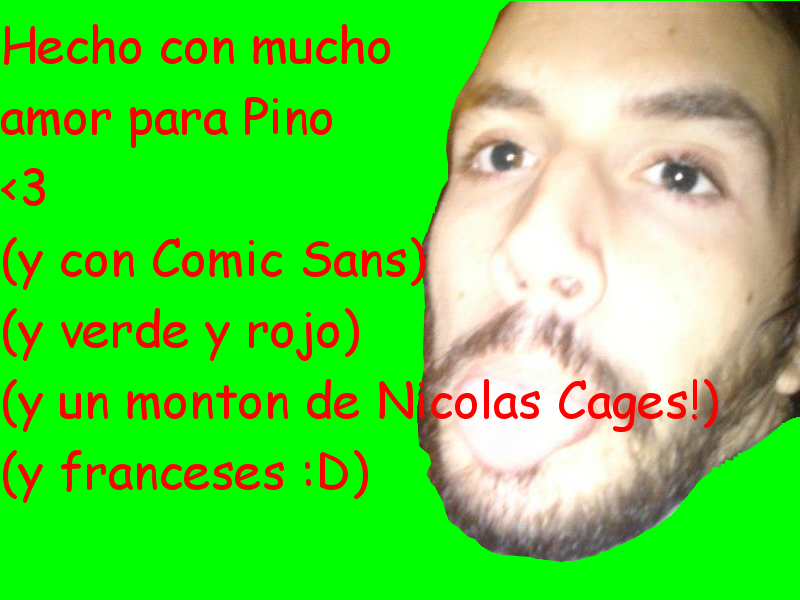 Hecho con mucho
amor para Pino
<3
(y con Comic Sans)
(y verde y rojo)
(y un monton de Nicolas Cages!)
(y franceses :D)